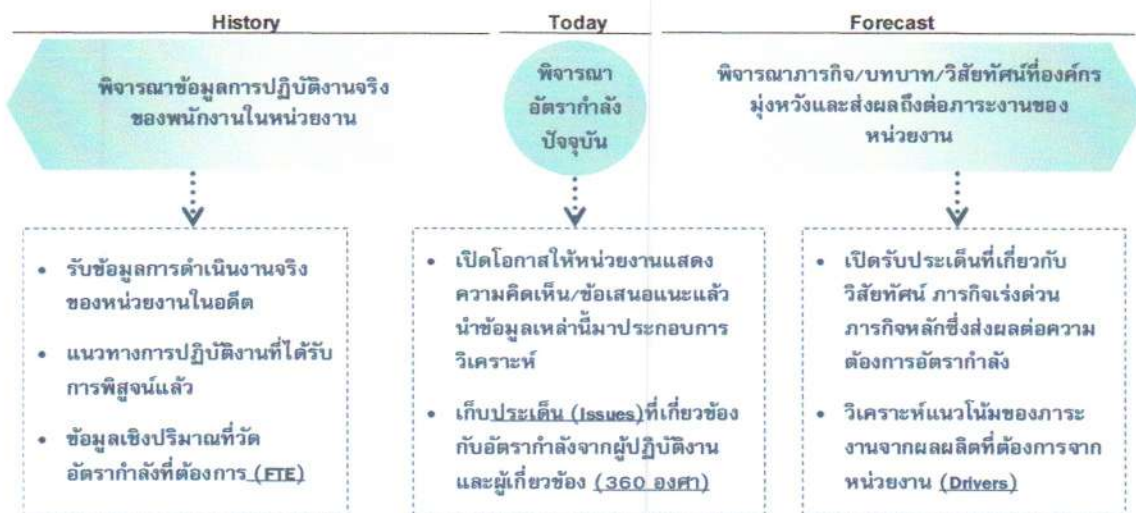 History
Today
Forecast
พิจารณาข้อมูลการปฏิบัติงานจริง
ของพนักงานในหน่วยงาน
พิจารณา
อัตรากำลัง
ปัจจุบัน
พิจารณาภารกิจ/บทบาท/วิสัยทัศน์ที่องค์กร
มุ่งหวังและส่งผลถึงต่อภาระงานของ
หน่วยงาน
• รับข้อมูลการดำเนินงานจริง
ของหน่วยงานในอดีต
• แนวทางการปฏิบัติงานที่ได้รับ
การพิสูจน์แล้ว
• ข้อมูลเชิงปริมาณที่วัด
อัตรากำลังที่ต้องการ (FTE)
• เปิดโอกาสให้หน่วยงานแสดง
ความคิดเห็น/ข้อเสนอแนะแล้ว
นำข้อมูลเหล่านี้มาประกอบการ
วิเคราะห์
• เก็บประเด็น (Issues)ที่เกี่ยวข้อง
กับอัตรากำลังจากผู้ปฏิบัติงาน
และผู้เกี่ยวข้อง (360 องศา)
• เปิดรับประเด็นที่เกี่ยวกับ
วิสัยทัศน์ ภารกิจเร่งด่วน
ภารกิจหลักซึ่งส่งผลต่อความ
ต้องการอัตรากำลัง
• วิเคราะห์แนวโน้มของภาระ
งานจากผลผลิตที่ต้องการจาก
หน่วยงาน (Drivers)